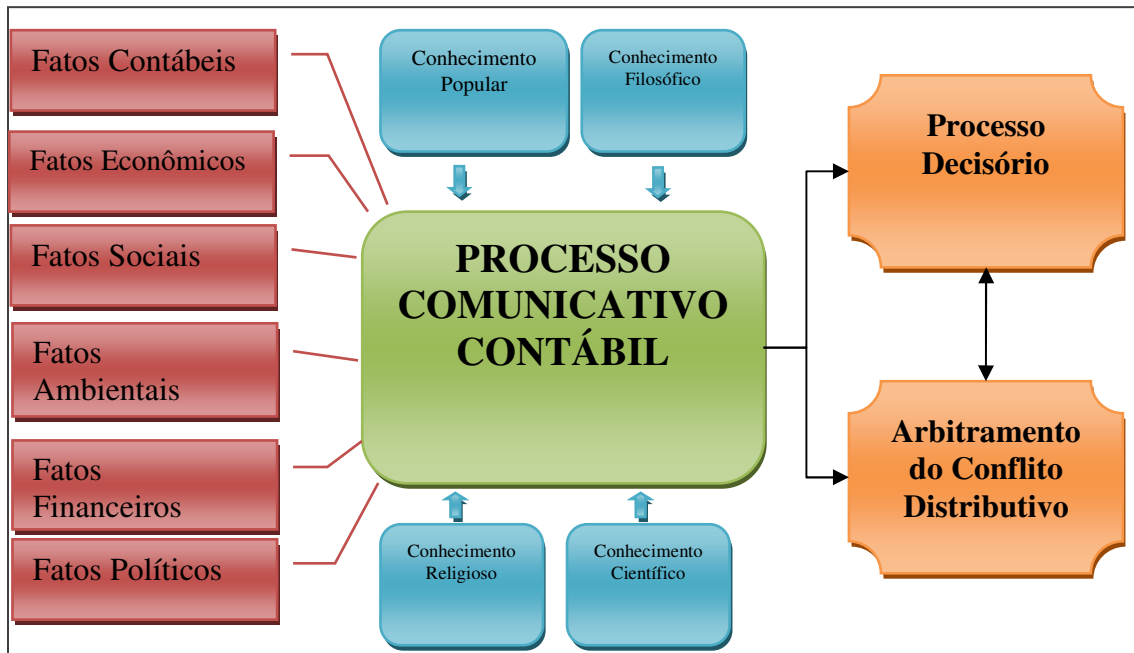 Fatos Contábeis
Fatos Econômicos
Fatos Sociais
Fatos
Ambientais
Fatos
Financeiros
Fatos Políticos
Conhecimento
Popular
Conhecimento
Filosófico
PROCESSO
COMUNICATIVO
CONTÁBIL
Conhecimento
Religioso
Conhecimento
Científico
Processo
Decisório
Arbitramento
do Conflito
Distributivo